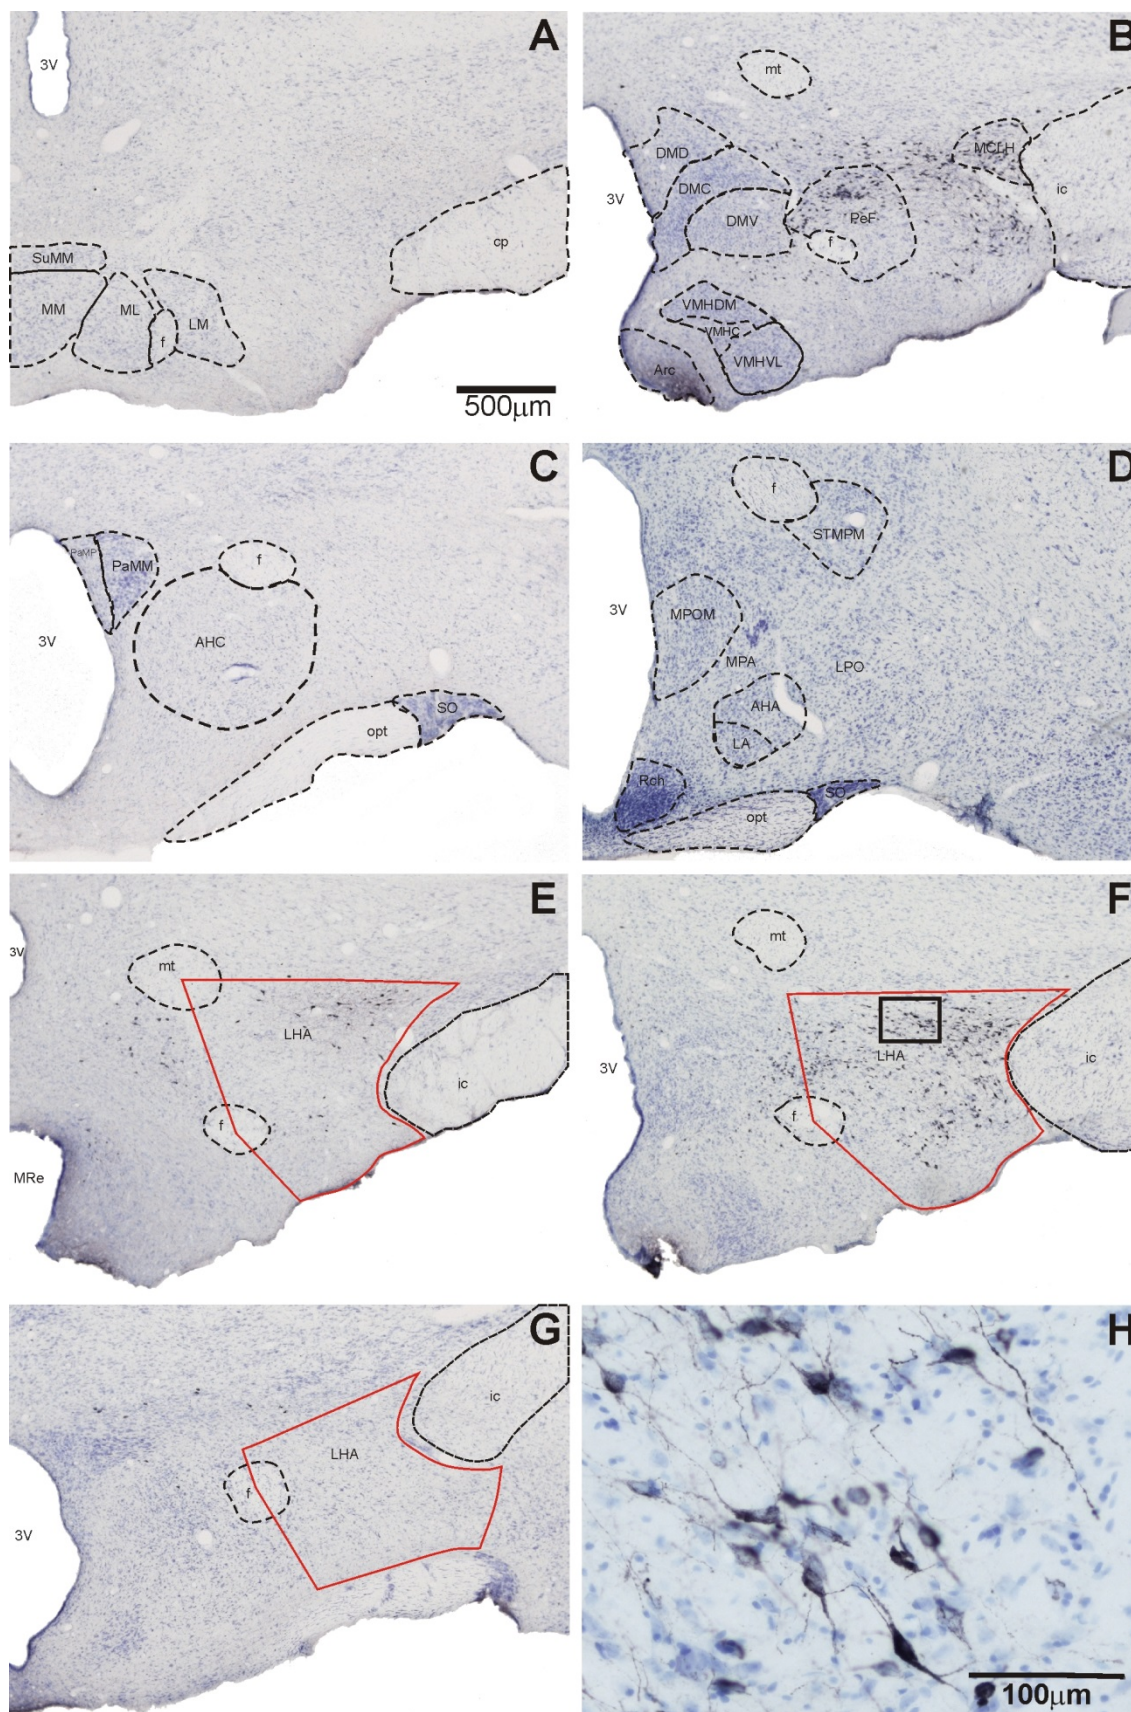 A
3V
SuMM
MM
ML
LM
f
cp
500µm
B
mt
DMD
MCLH
DMC
3V
ic
DMV
PeF
f
VMHDM
VMHC
VMHVL
Arc
C
PaMP
PaMM
f
3V
AHC
SO
opt
D
f
STMPM
3V
MPOM
MPA
LPO
AHA
LA
Rch
SO
opt
E
3V
mt
LHA
ic
f
MRe
F
mt
LHA
3V
ic
f
G
ic
LHA
f
3V
H
100µm